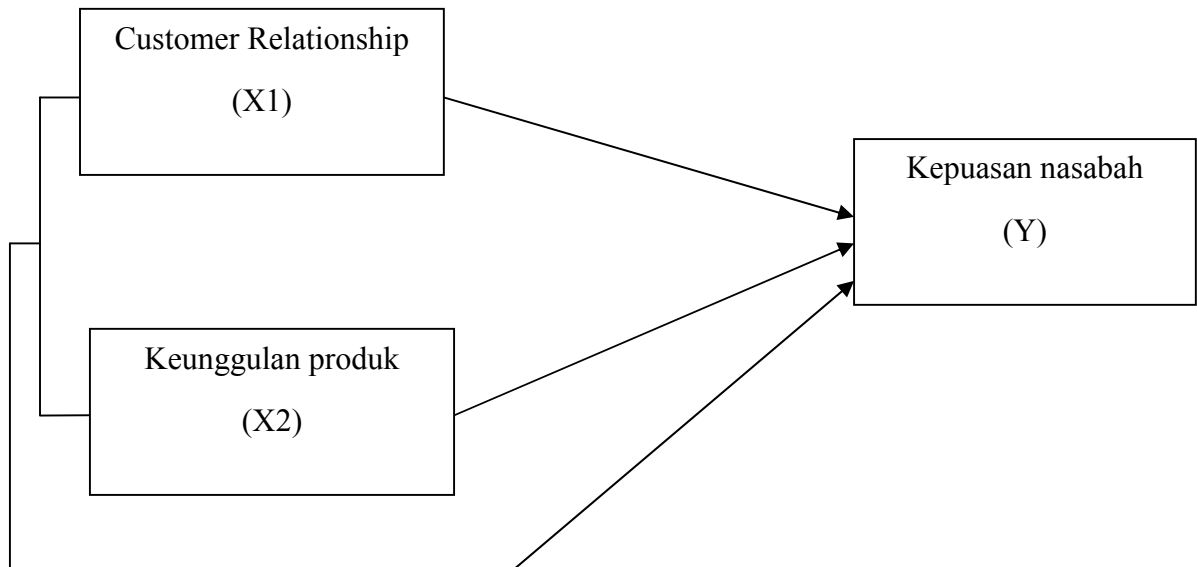 Customer Relationship
(X1)
Kepuasan nasabah
(Y)
Keunggulan produk
(X2)